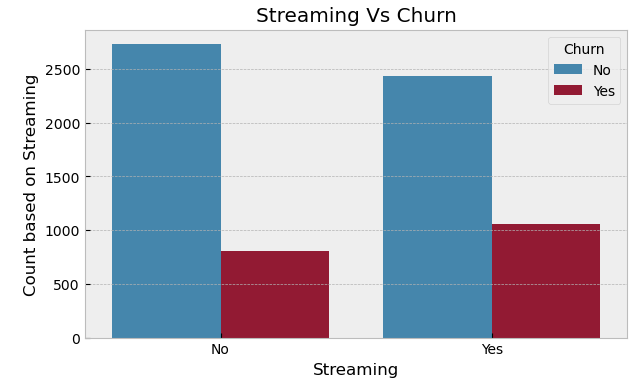 Streaming Vs Churn
Churn
No
Yes
Count based on Streaming
2500
2000
1500
1000
500
0
No
Yes
Streaming